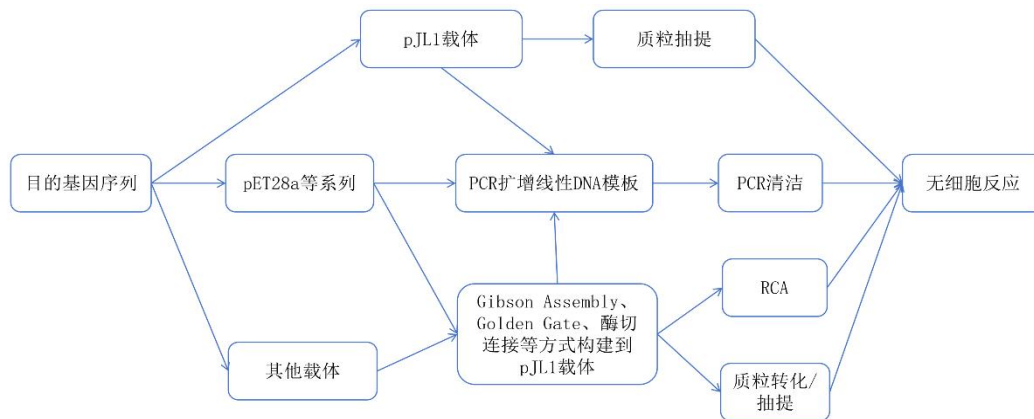 pJL1载体
质粒抽提
目的基因序列
pET28a等系列
PCR扩增线性DNA模板
PCR清洁
无细胞反应
Gibson Assembly、
Golden Gate、酶切
连接等方式构建到
pJL1载体
RCA
其他载体
质粒转化/
抽提